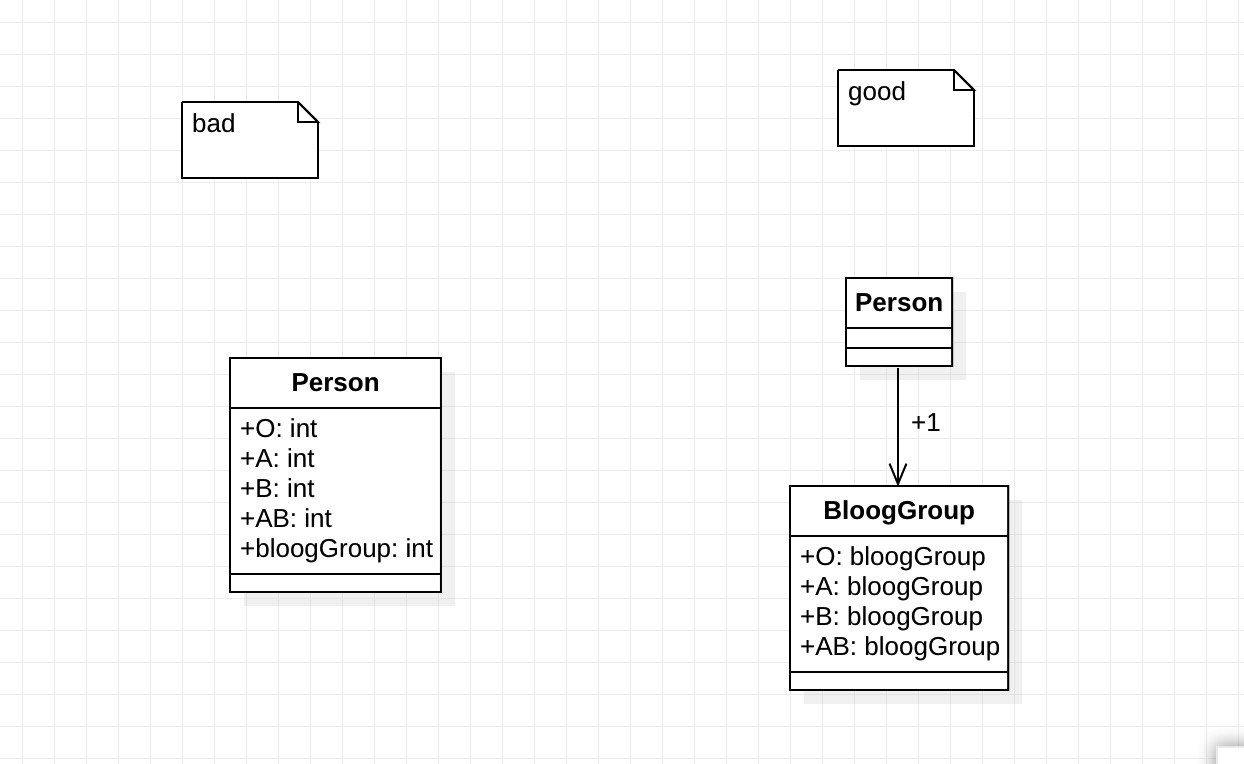 bad
good
Person
+O: int
+A: int
+B: int
+AB: int
+bloogGroup: int
Person
+1
BloogGroup
+O: bloogGroup
+A: bloogGroup
+B: bloogGroup
+AB: bloogGroup